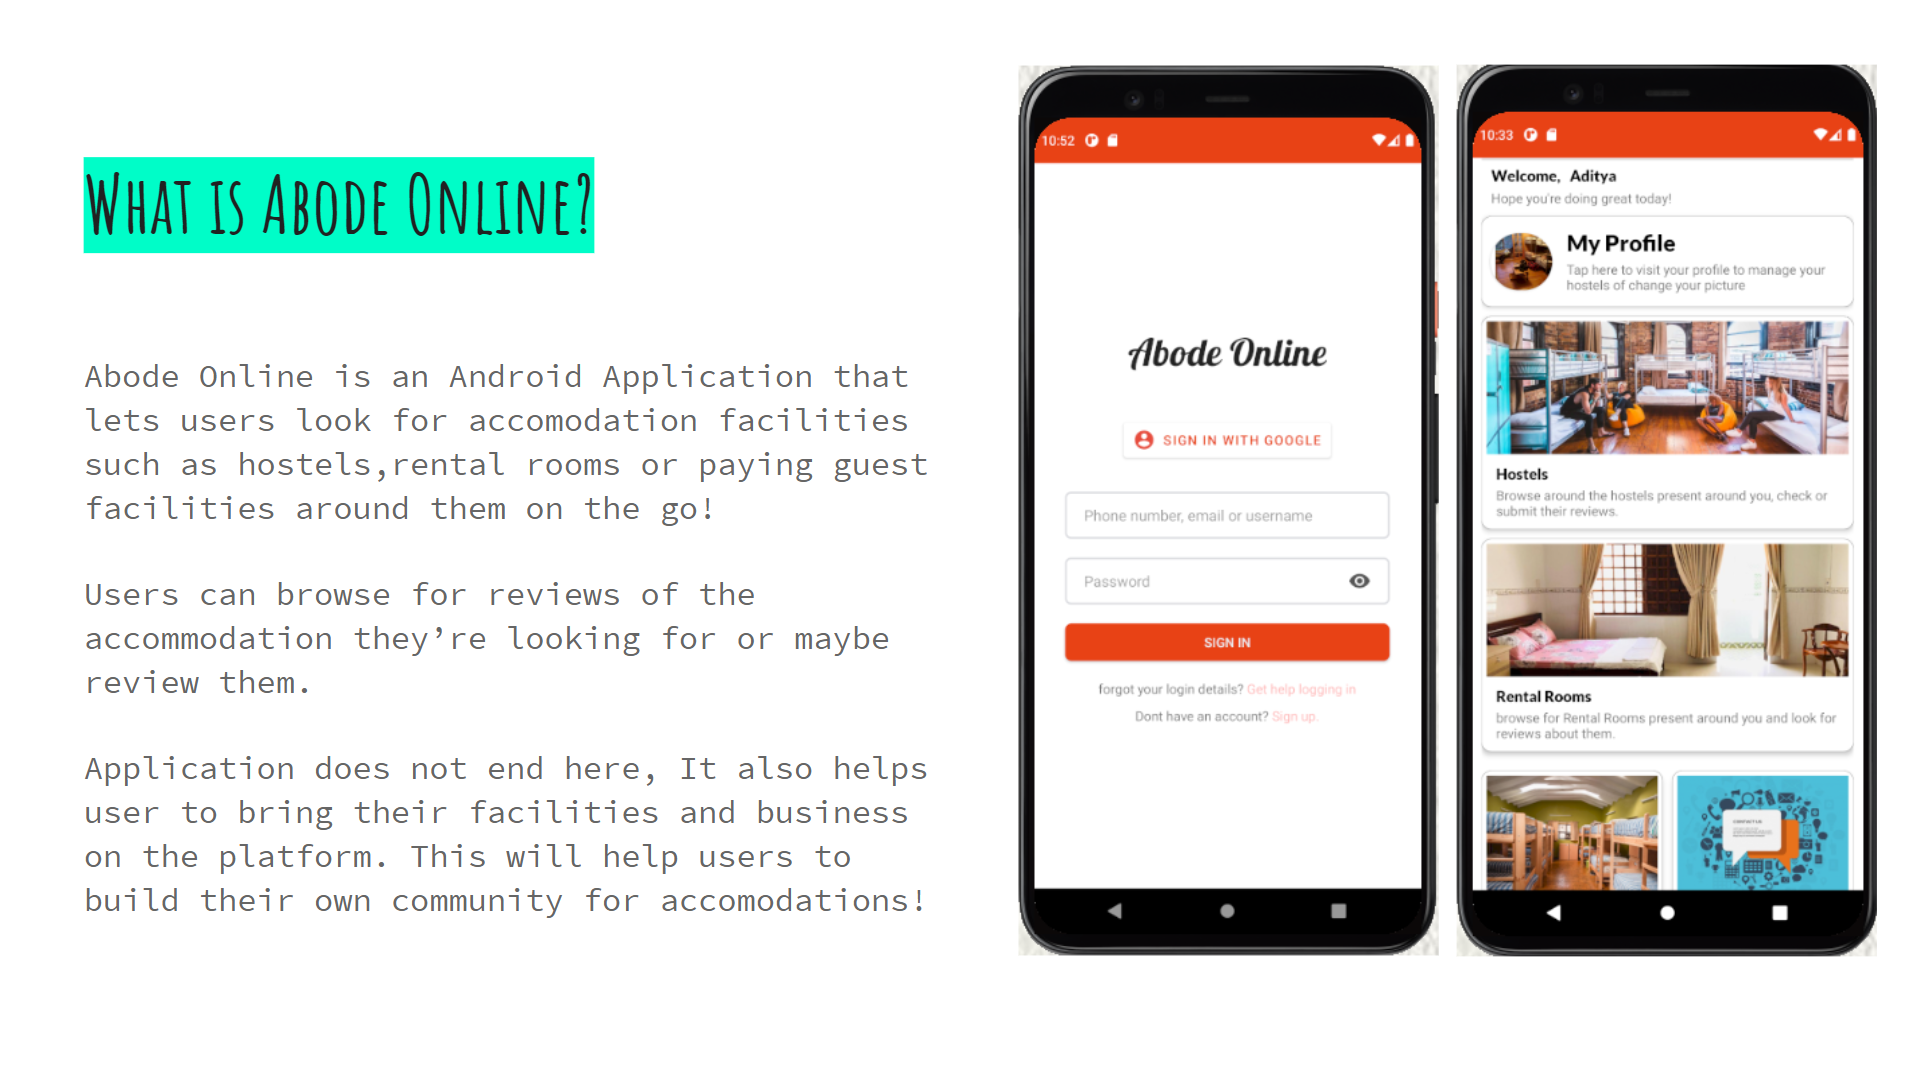 What is Abode Online?
Abode Online is an Android Application that
lets users look for accomodation facilities
such as hostels,rental rooms or paying guest
facilities around them on the go!
Users can browse for reviews of the
accommodation they’re looking for or maybe
review them.
Application does not end here, It also helps
user to bring their facilities and business
on the platform. This will help users to
build their own community for accomodations!
10:52
Abode Online
SIGN IN WITH GOOGLE
Phone number, email or username
Password
SIGN IN
forgot your login details? Get help logging in
Dont have an account? Sign up.
10:33
Welcome, Aditya
Hope you're doing great today!
My Profile
Tap here to visit your profile to manage your
hostels of change your picture
Hostels
Browse around the hostels present around you, check or
submit their reviews.
Rental Rooms
browse for Rental Rooms present around you and look for
reviews about them.
CONTACT US